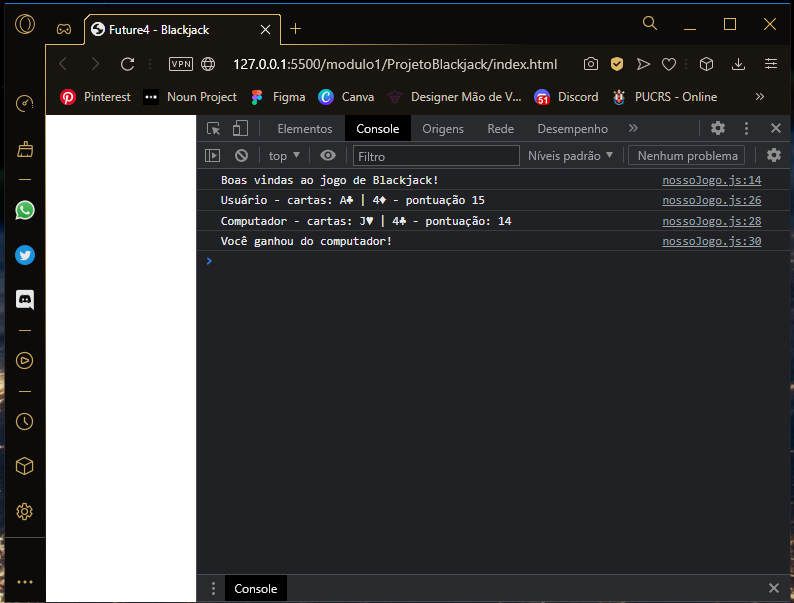 Future4 - Blackjack
VPN 127.0.0.1:5500/modulo1/ProjetoBlackjack/index.html
Pinterest Noun Project Figma Canva Designer Mão de V... 51 Discord PUCRS - Online »
Elementos Console Origens Rede Desempenho »
top ▼ Filtro Níveis padrão ▼ Nenhum problema
Boas vindas ao jogo de Blackjack! nossoJogo.js:14
Usuário - cartas: A♣ | 4♦ - pontuação 15 nossoJogo.js:26
Computador - cartas: J♥ | 4♣ - pontuação: 14 nossoJogo.js:28
Você ganhou do computador! nossoJogo.js:30
>
Console